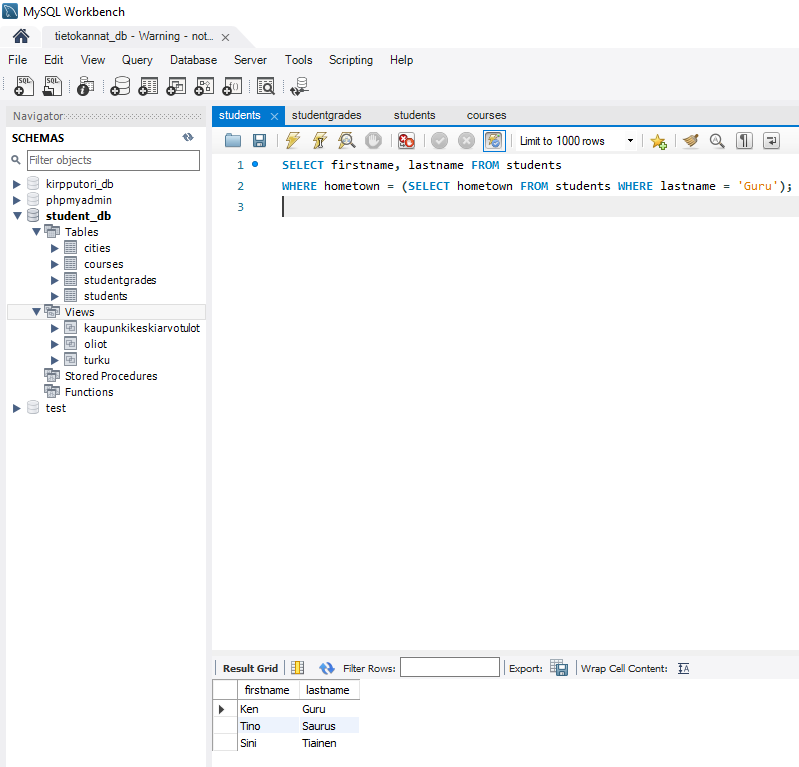 MySQL Workbench
tietokannat_db - Warning - not...
File Edit View Query Database Server Tools Scripting Help
Navigator
SCHEMAS
Filter objects
kirpputori_db
phpmyadmin
student_db
Tables
cities
courses
studentgrades
students
Views
kaupunkikeskiarvotulot
oliot
turku
Stored Procedures
Functions
test
students studentgrades students courses
Limit to 1000 rows
1 SELECT firstname, lastname FROM students
2 WHERE hometown = (SELECT hometown FROM students WHERE lastname = 'Guru');
3
Result Grid Filter Rows: Export: Wrap Cell Content:
firstname lastname
Ken Guru
Tino Saurus
Sini Tiainen